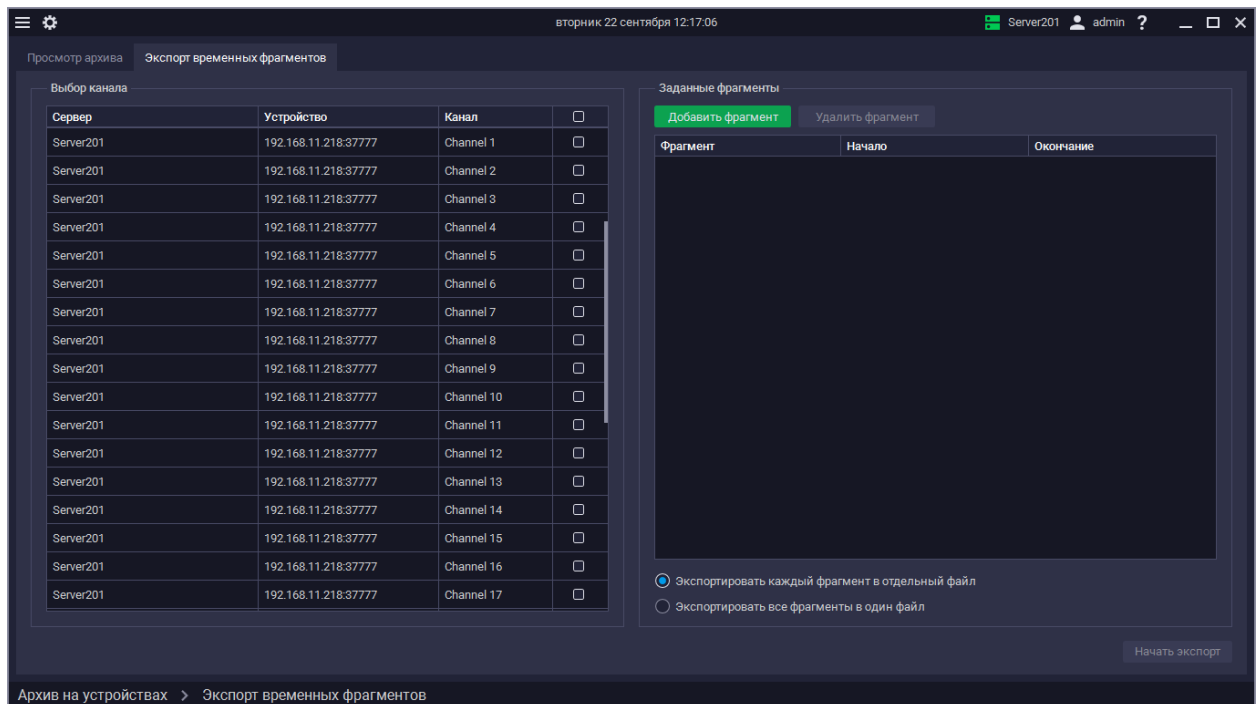 вторник 22 сентября 12:17:06 Server201 admin ?
Просмотр архива Экспорт временных фрагментов
Выбор канала
Сервер Устройство Канал
Server201 192.168.11.218:37777 Channel 1
Server201 192.168.11.218:37777 Channel 2
Server201 192.168.11.218:37777 Channel 3
Server201 192.168.11.218:37777 Channel 4
Server201 192.168.11.218:37777 Channel 5
Server201 192.168.11.218:37777 Channel 6
Server201 192.168.11.218:37777 Channel 7
Server201 192.168.11.218:37777 Channel 8
Server201 192.168.11.218:37777 Channel 9
Server201 192.168.11.218:37777 Channel 10
Server201 192.168.11.218:37777 Channel 11
Server201 192.168.11.218:37777 Channel 12
Server201 192.168.11.218:37777 Channel 13
Server201 192.168.11.218:37777 Channel 14
Server201 192.168.11.218:37777 Channel 15
Server201 192.168.11.218:37777 Channel 16
Server201 192.168.11.218:37777 Channel 17
Заданные фрагменты
Добавить фрагмент Удалить фрагмент
Фрагмент Начало Окончание
Экспортировать каждый фрагмент в отдельный файл
Экспортировать все фрагменты в один файл
Начать экспорт
Архив на устройствах > Экспорт временных фрагментов